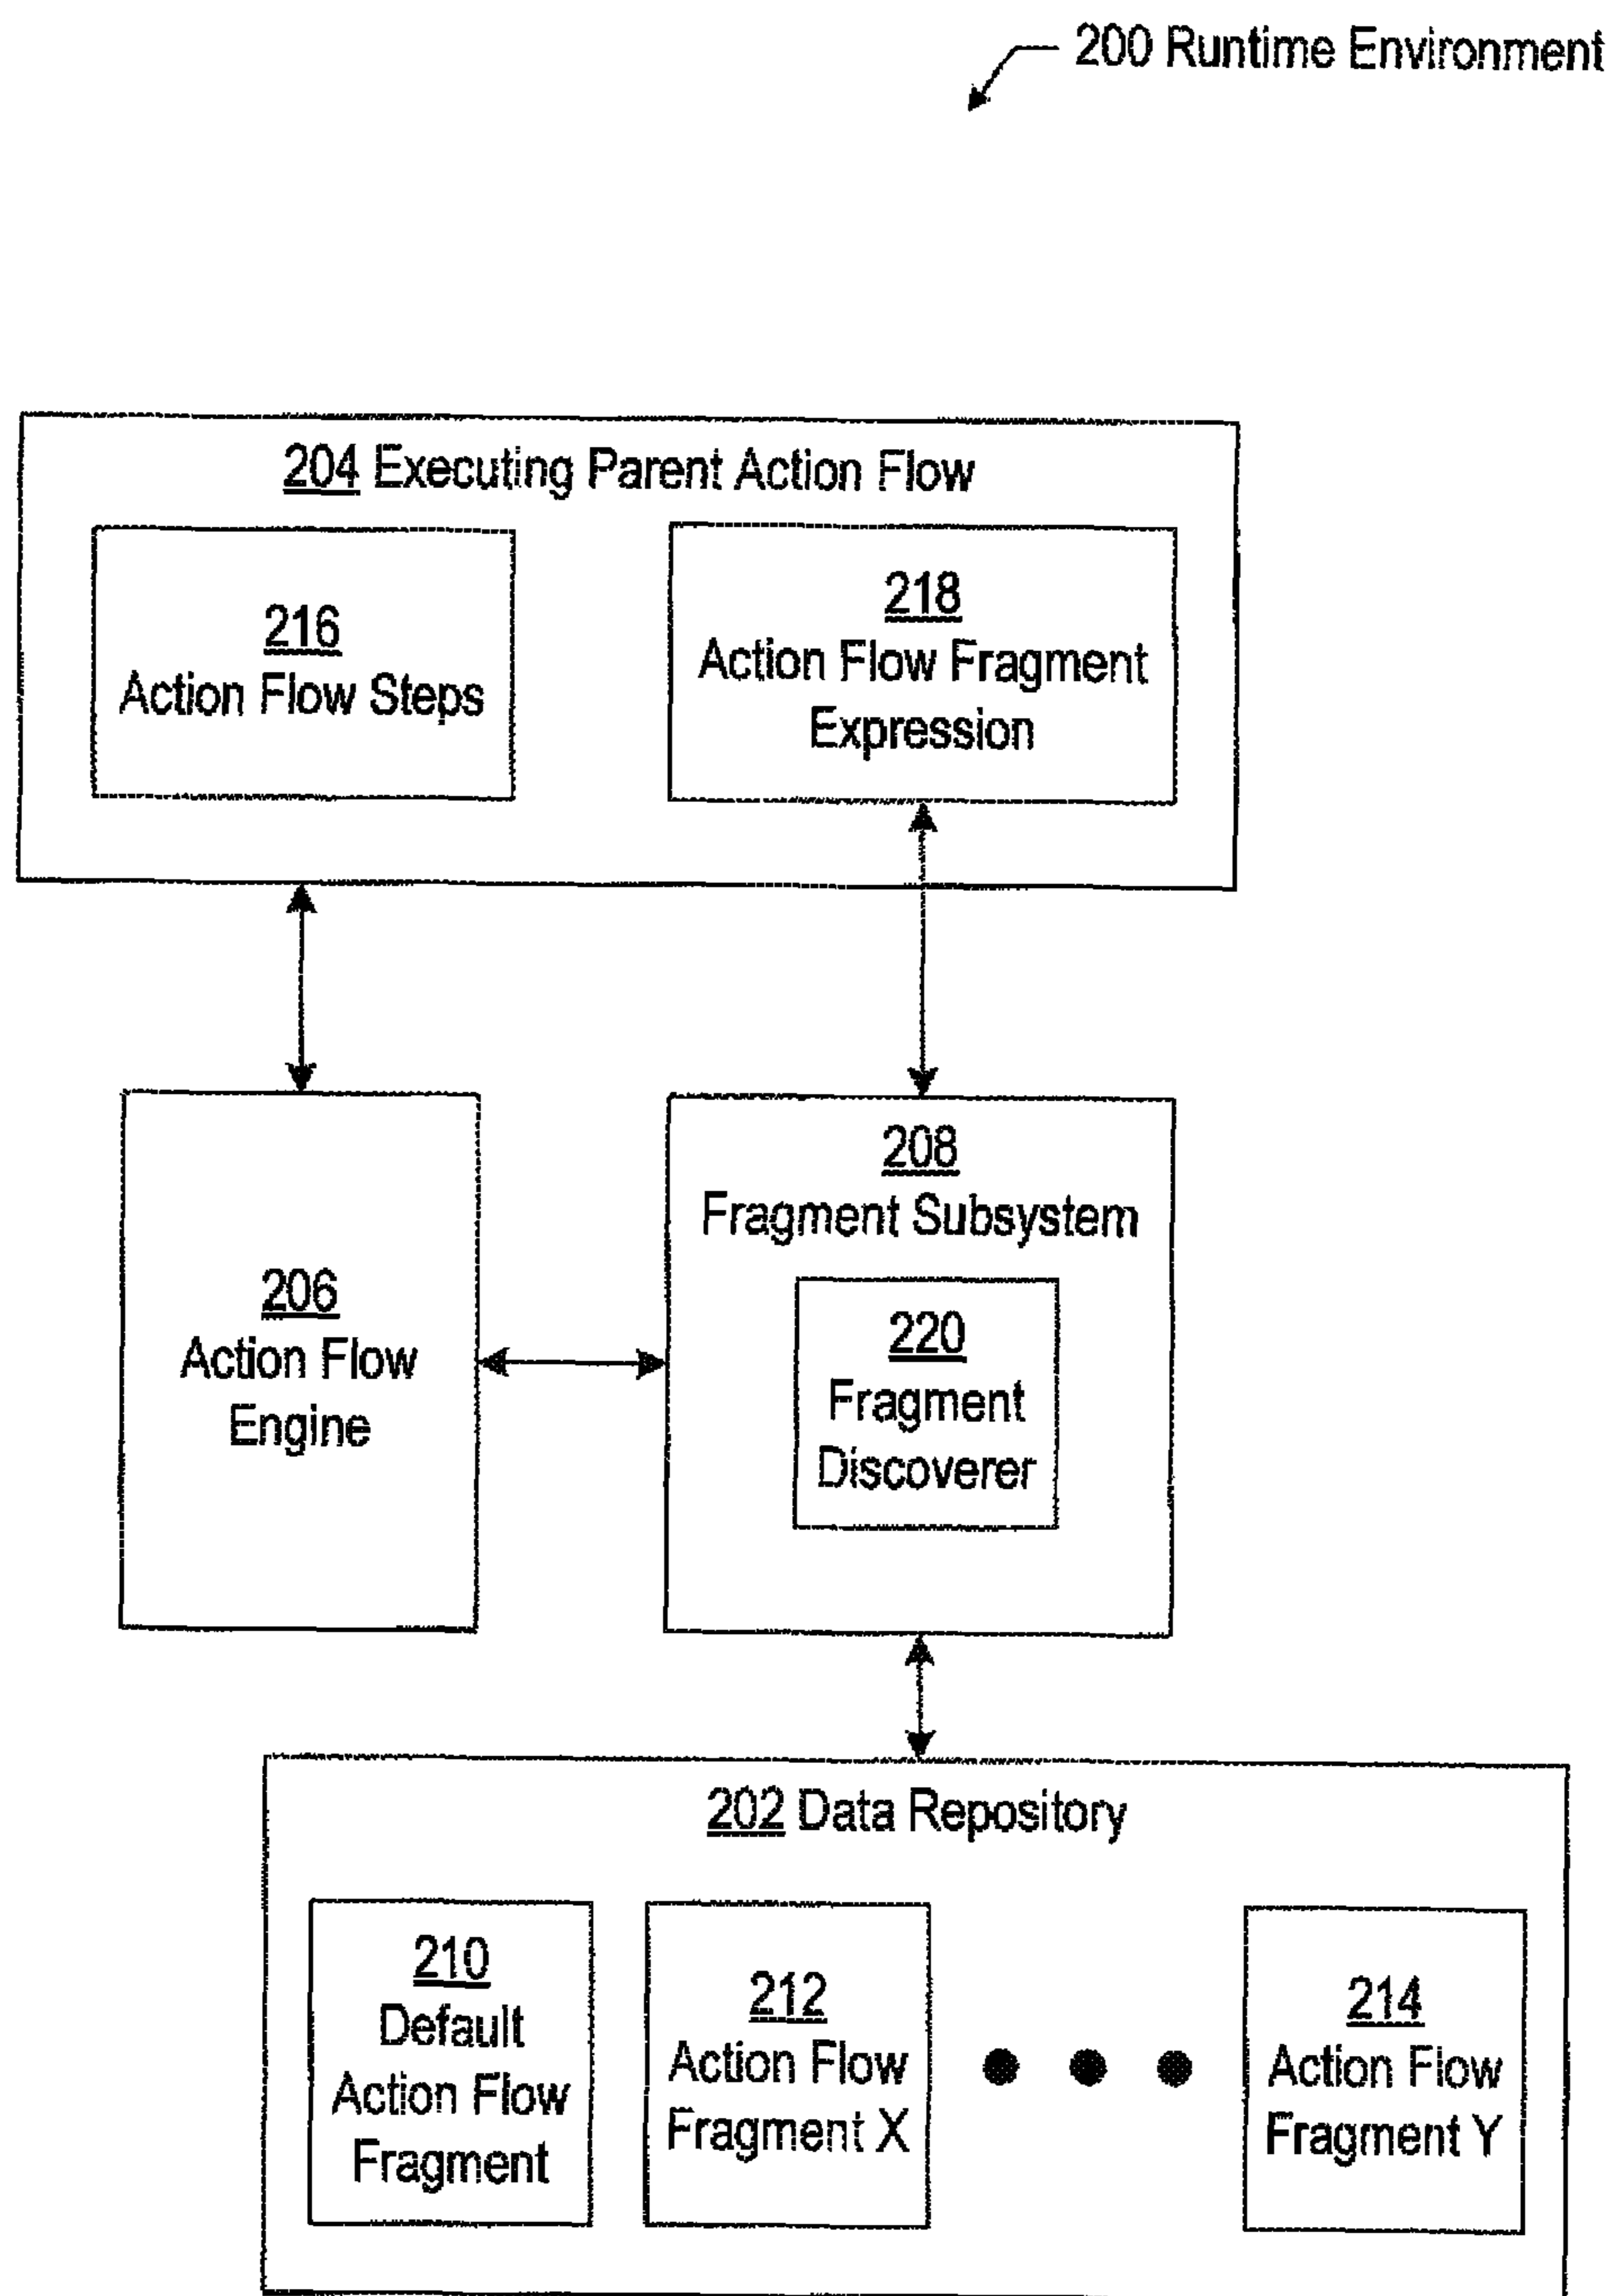 200 Runtime Environment
204 Executing Parent Action Flow
216
Action Flow Steps
218
Action Flow Fragment
Expression
206
Action Flow
Engine
208
Fragment Subsystem
220
Fragment
Discoverer
202 Data Repository
210
Default
Action Flow
Fragment
212
Action Flow
Fragment X
214
Action Flow
Fragment Y